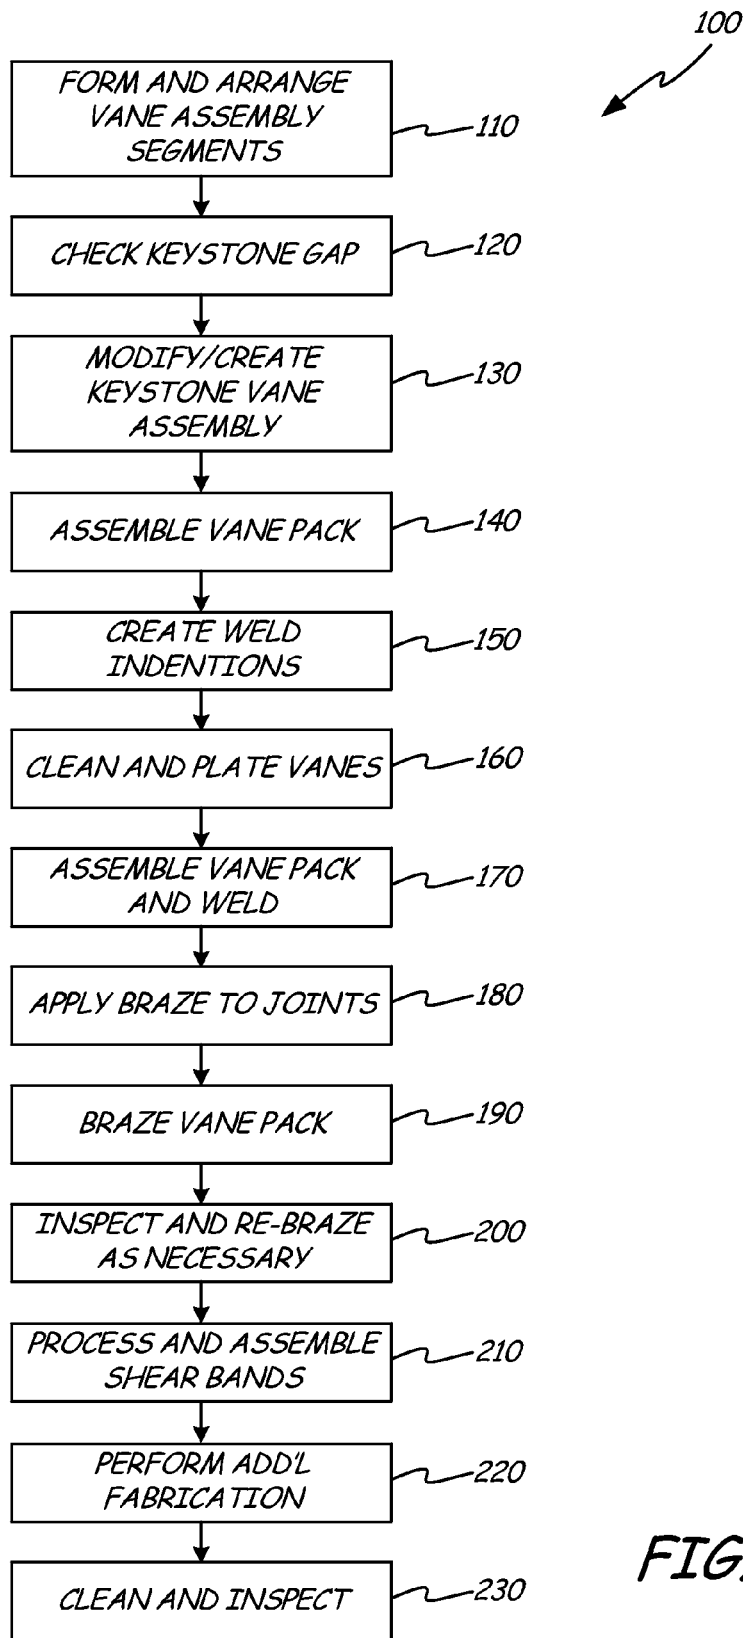 100
FORM AND ARRANGE
VANE ASSEMBLY
SEGMENTS
110
CHECK KEYSTONE GAP
120
MODIFY/CREATE
KEYSTONE VANE
ASSEMBLY
130
ASSEMBLE VANE PACK
140
CREATE WELD
INDENTIONS
150
CLEAN AND PLATE VANES
160
ASSEMBLE VANE PACK
AND WELD
170
APPLY BRAZE TO JOINTS
180
BRAZE VANE PACK
190
INSPECT AND RE-BRAZE
AS NECESSARY
200
PROCESS AND ASSEMBLE
SHEAR BANDS
210
PERFORM ADD'L
FABRICATION
220
CLEAN AND INSPECT
230
FIG.